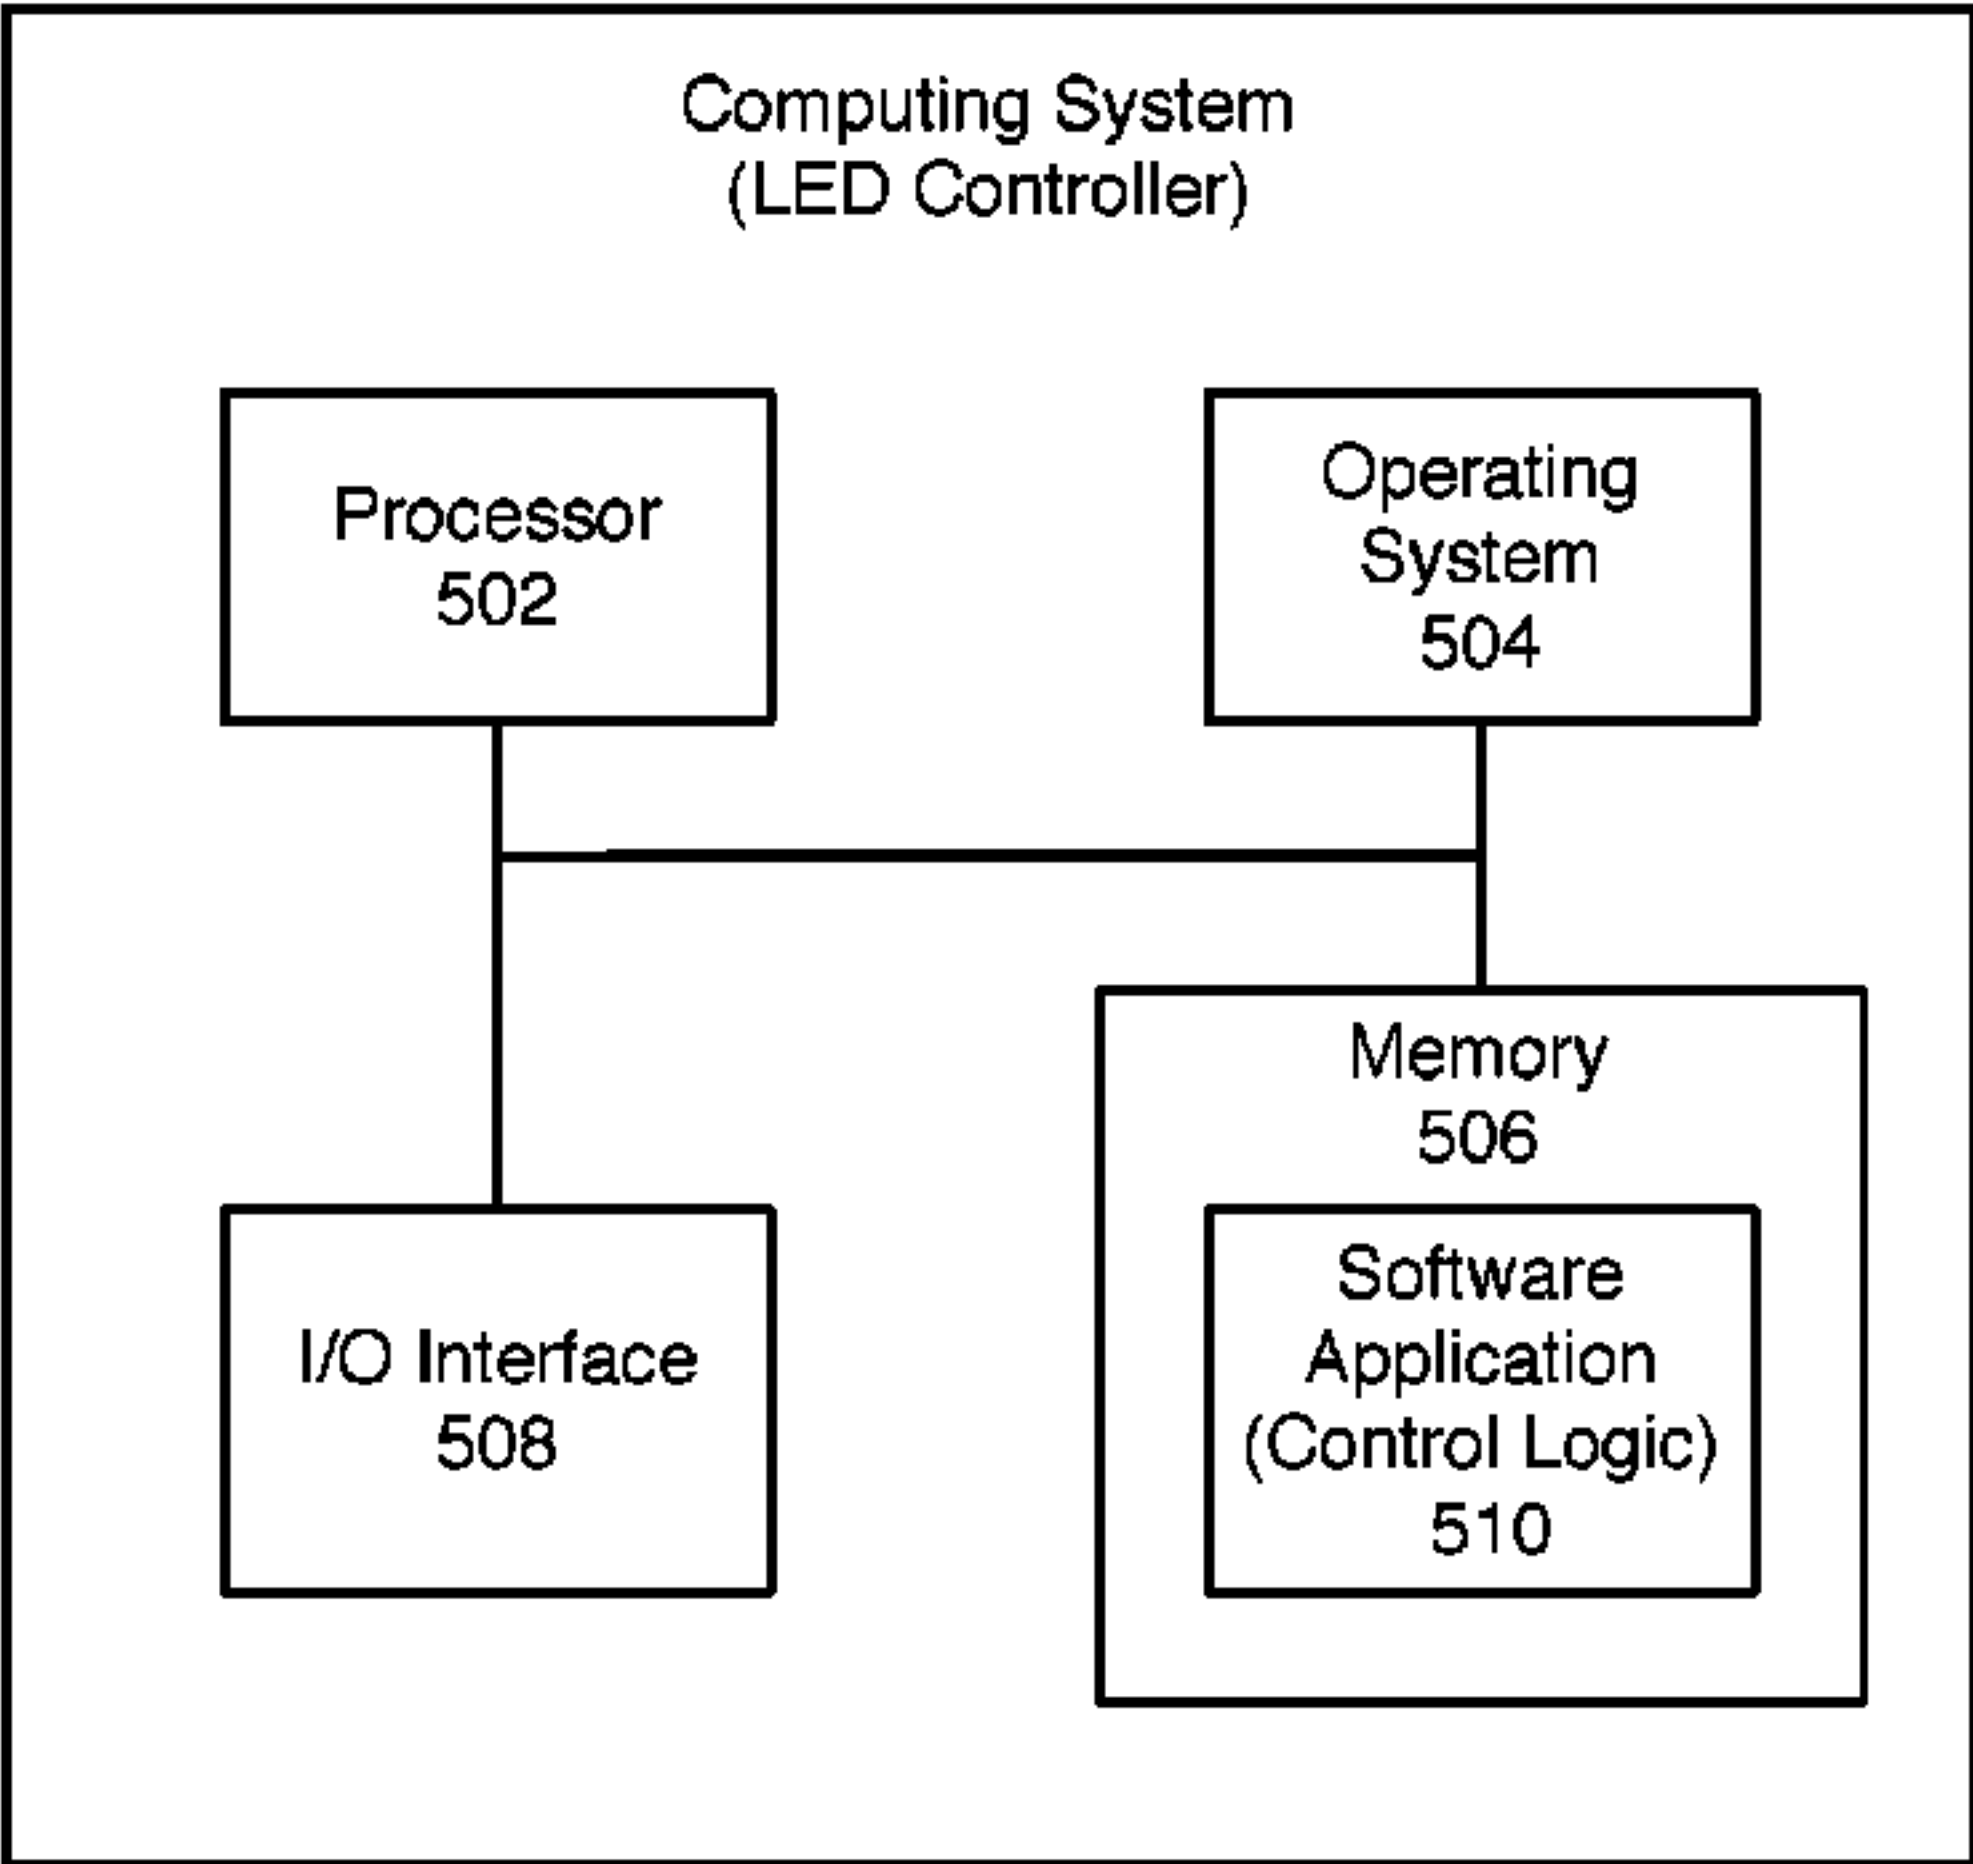 Computing System
(LED Controller)
Processor
502
Operating
System
504
Memory
506
I/O Interface
508
Software
Application
(Control Logic)
510